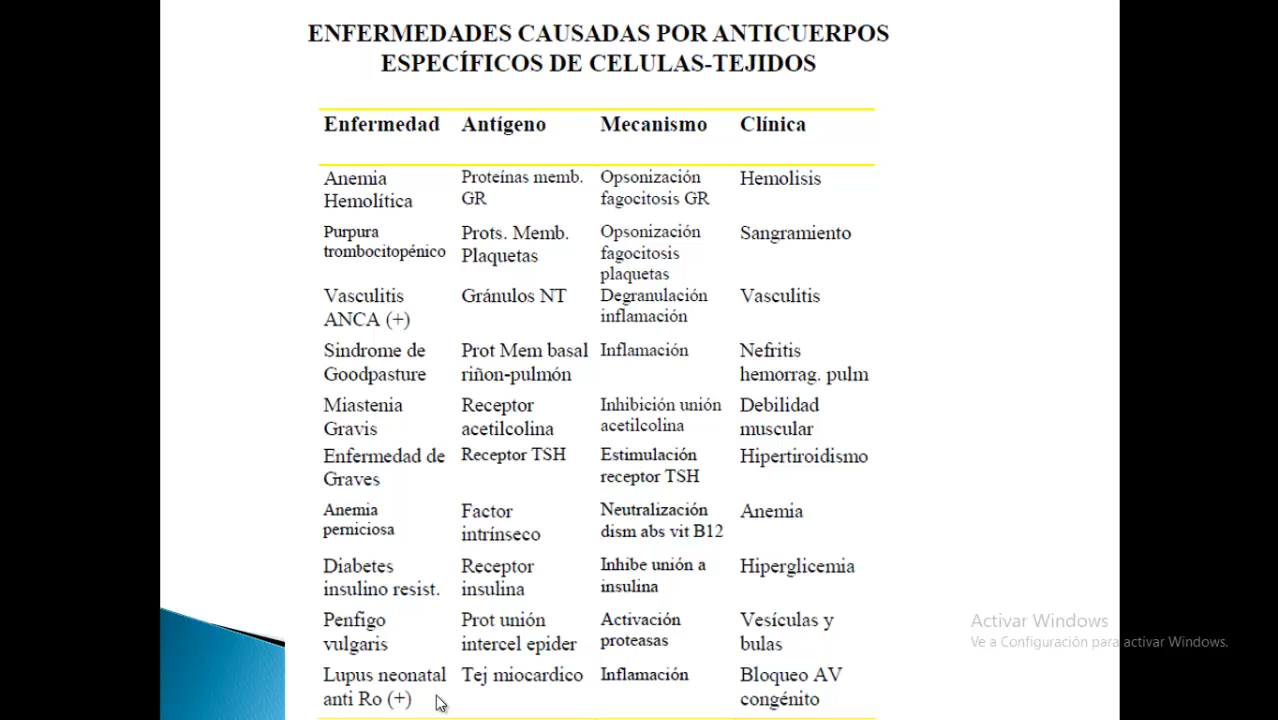 ENFERMEDADES CAUSADAS POR ANTICUERPOS
ESPECÍFICOS DE CELULAS-TEJIDOS
Enfermedad Antígeno Mecanismo Clínica
Anemia Proteínas memb. Opsonización Hemolisis
Hemolítica GR fagocitosis GR
Purpura Prots. Memb. Opsonización Sangramiento
trombocitopénico Plaquetas fagocitosis
plaquetas
Vasculitis Gránulos NT Degranulación Vasculitis
ANCA (+) inflamación
Sindrome de Prot Mem basal Inflamación Nefritis
Goodpasture riñon-pulmón hemorrag. pulm
Miastenia Receptor Inhibición unión Debilidad
Gravis acetilcolina acetilcolina muscular
Enfermedad de Receptor TSH Estimulación Hipertiroidismo
Graves receptor TSH
Anemia Factor Neutralización Anemia
perniciosa intrínseco dism abs vit B12
Diabetes Receptor Inhibe unión a Hiperglicemia
insulino resist. insulina insulina
Penfigo Prot unión Activación Vesículas y
vulgaris intercel epider proteasas bulas
Lupus neonatal Tej miocardico Inflamación Bloqueo AV
anti Ro (+) congénito
Activar Windows
Ve a Configuración para activar Windows.